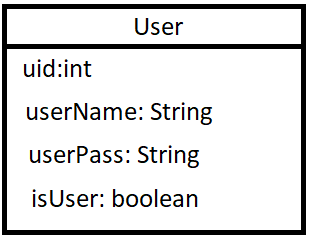 User
uid:int
userName: String
userPass: String
isUser: boolean